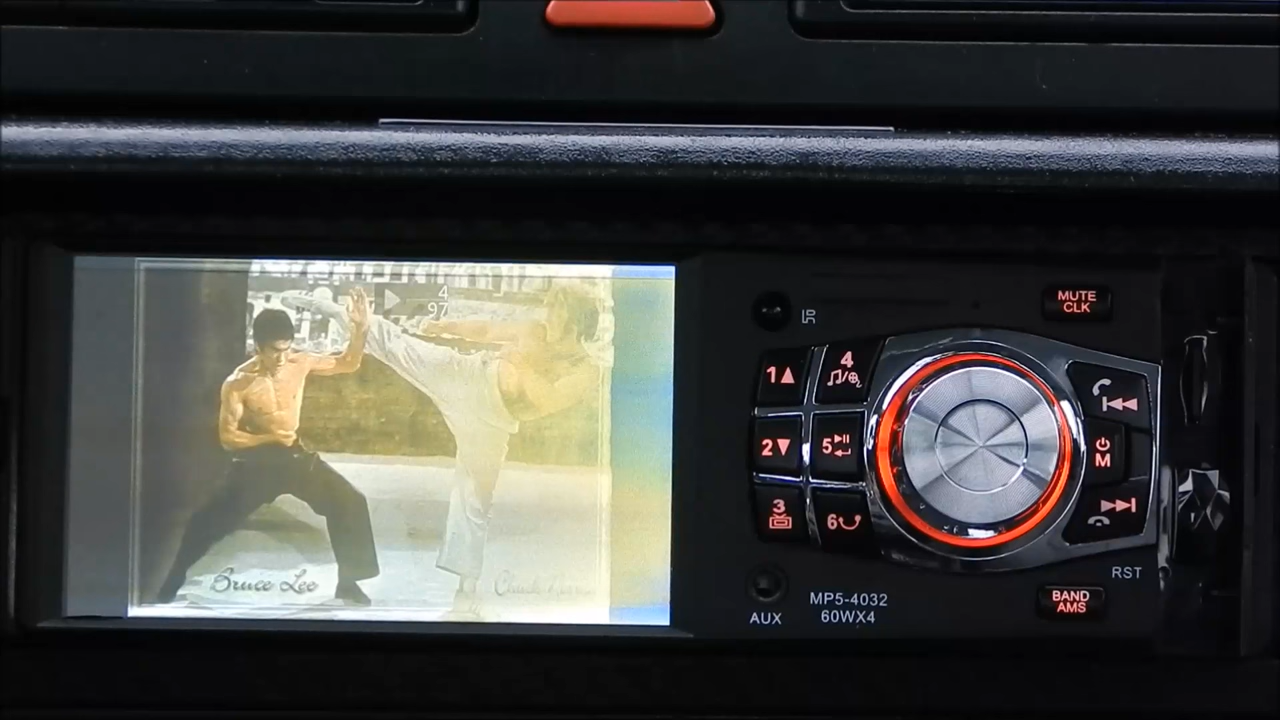 4
97
Bruce Lee
MUTE
CLK
1
4
2
5
M
3
6
RST
AUX
MP5-4032
60WX4
BAND
AMS